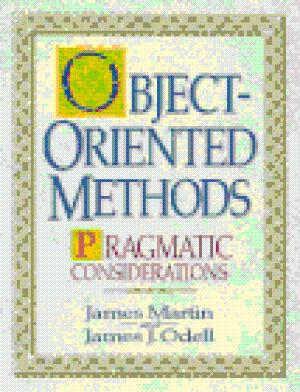 OBJECT-
ORIENTED
METHODS
PRAGMATIC
CONSIDERATIONS
James Martin
James J. Odell